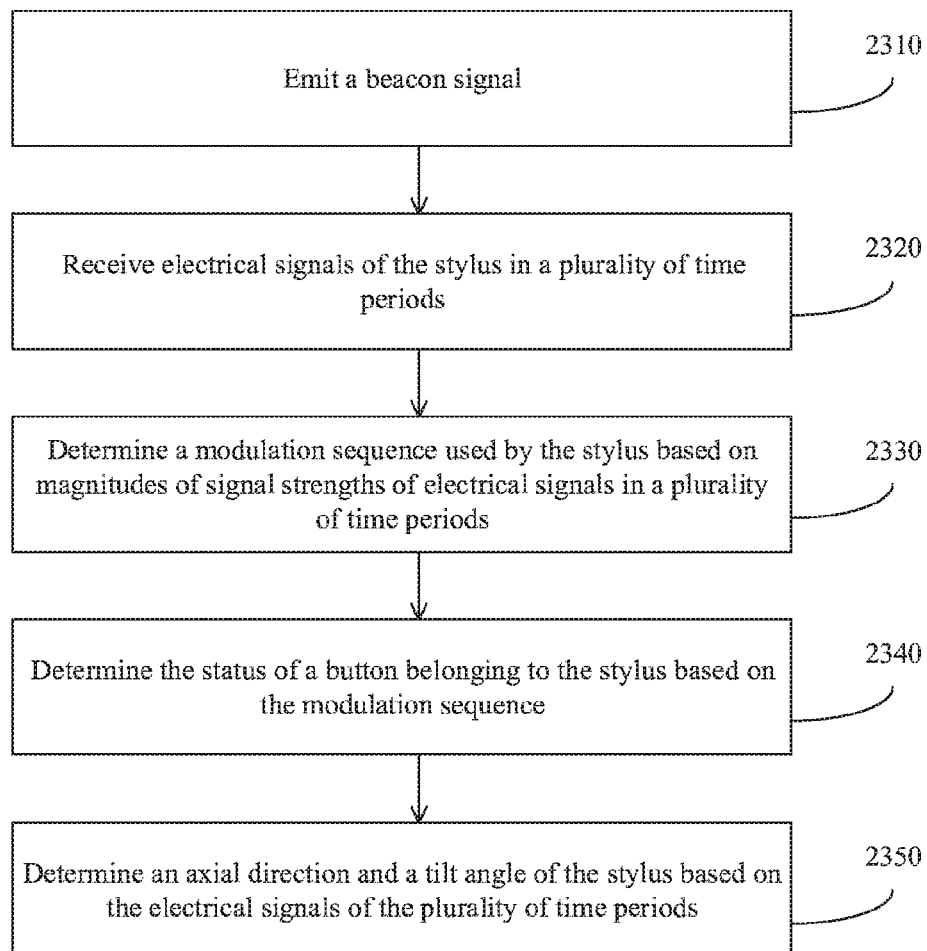 Emit a beacon signal
2310
Receive electrical signals of the stylus in a plurality of time
periods
2320
Determine a modulation sequence used by the stylus based on
magnitudes of signal strengths of electrical signals in a plurality
of time periods
2330
Determine the status of a button belonging to the stylus based on
the modulation sequence
2340
Determine an axial direction and a tilt angle of the stylus based on
the electrical signals of the plurality of time periods
2350